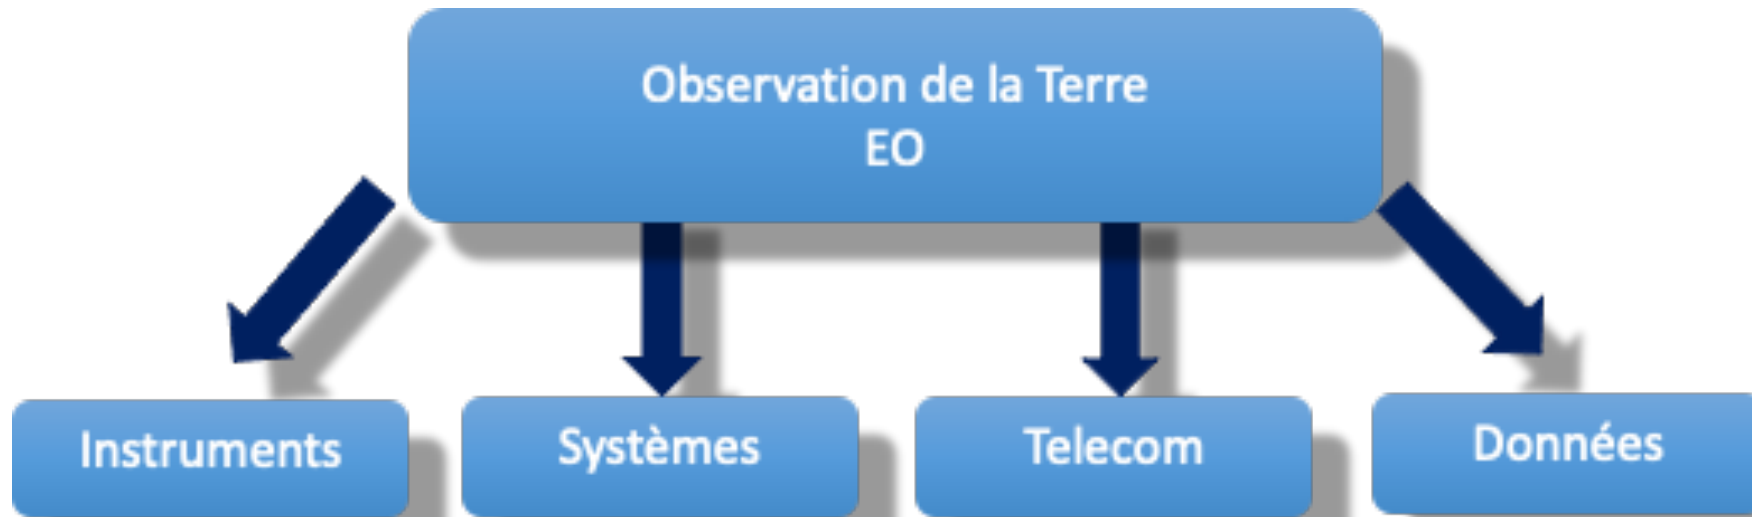 Observation de la Terre
EO
Instruments
Systèmes
Telecom
Données